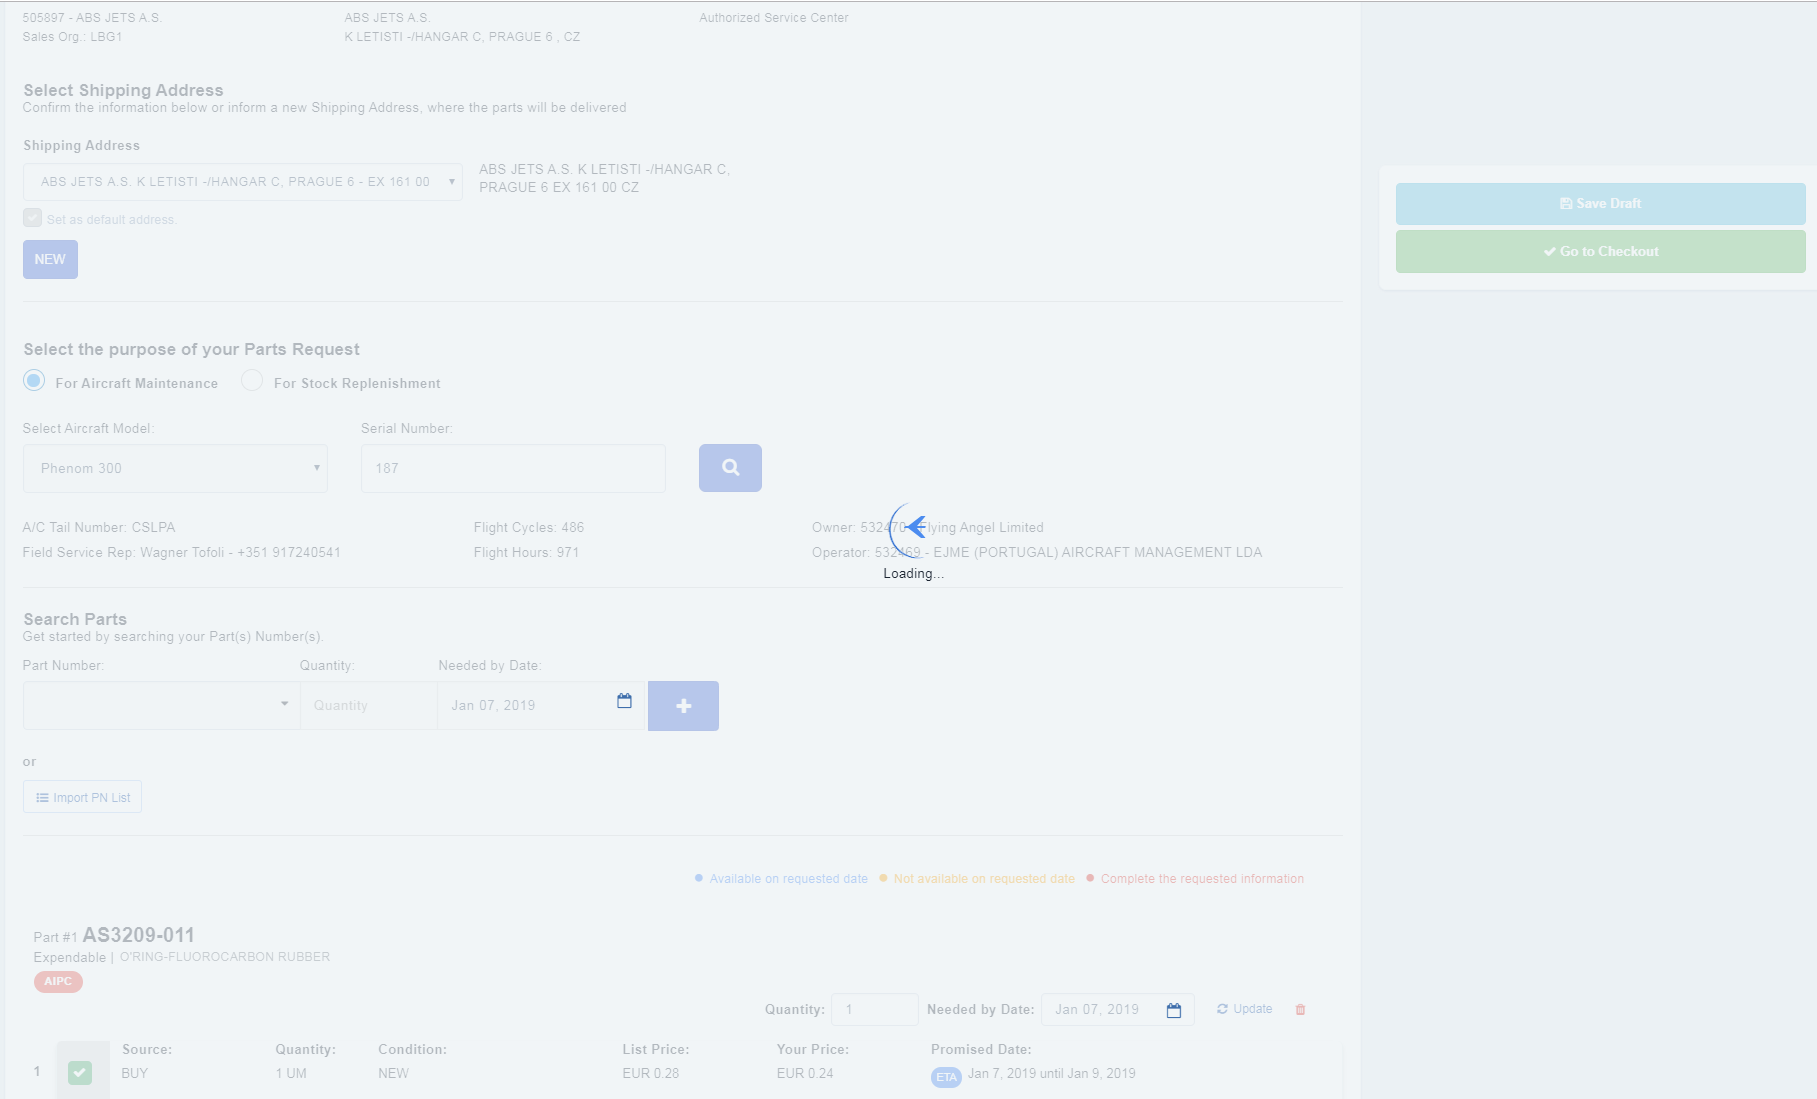 505897 - ABS JETS A.S.
Sales Org.: LBG1
ABS JETS A.S.
K LETISTI -/HANGAR C, PRAGUE 6 , CZ
Authorized Service Center
Select Shipping Address
Confirm the information below or inform a new Shipping Address, where the parts will be delivered
Shipping Address
ABS JETS A.S. K LETISTI -/HANGAR C, PRAGUE 6 - EX 161 00
ABS JETS A.S. K LETISTI -/HANGAR C,
PRAGUE 6 EX 161 00 CZ
Set as default address.
NEW
Save Draft
Go to Checkout
Select the purpose of your Parts Request
For Aircraft Maintenance
For Stock Replenishment
Select Aircraft Model:
Serial Number:
Phenom 300
187
A/C Tail Number: CSLPA
Flight Cycles: 486
Owner: 532470 - Flying Angel Limited
Field Service Rep: Wagner Tofoli - +351 917240541
Flight Hours: 971
Operator: 532469 - EJME (PORTUGAL) AIRCRAFT MANAGEMENT LDA
Loading...
Search Parts
Get started by searching your Part(s) Number(s).
Part Number:
Quantity:
Needed by Date:
Quantity
Jan 07, 2019
or
Import PN List
Available on requested date
Not available on requested date
Complete the requested information
Part #1 AS3209-011
Expendable | O'RING-FLUOROCARBON RUBBER
AIPC
Quantity: 1
Needed by Date: Jan 07, 2019
Update
Source:
Quantity:
Condition:
List Price:
Your Price:
Promised Date:
1
BUY
1 UM
NEW
EUR 0.28
EUR 0.24
ETA Jan 7, 2019 until Jan 9, 2019